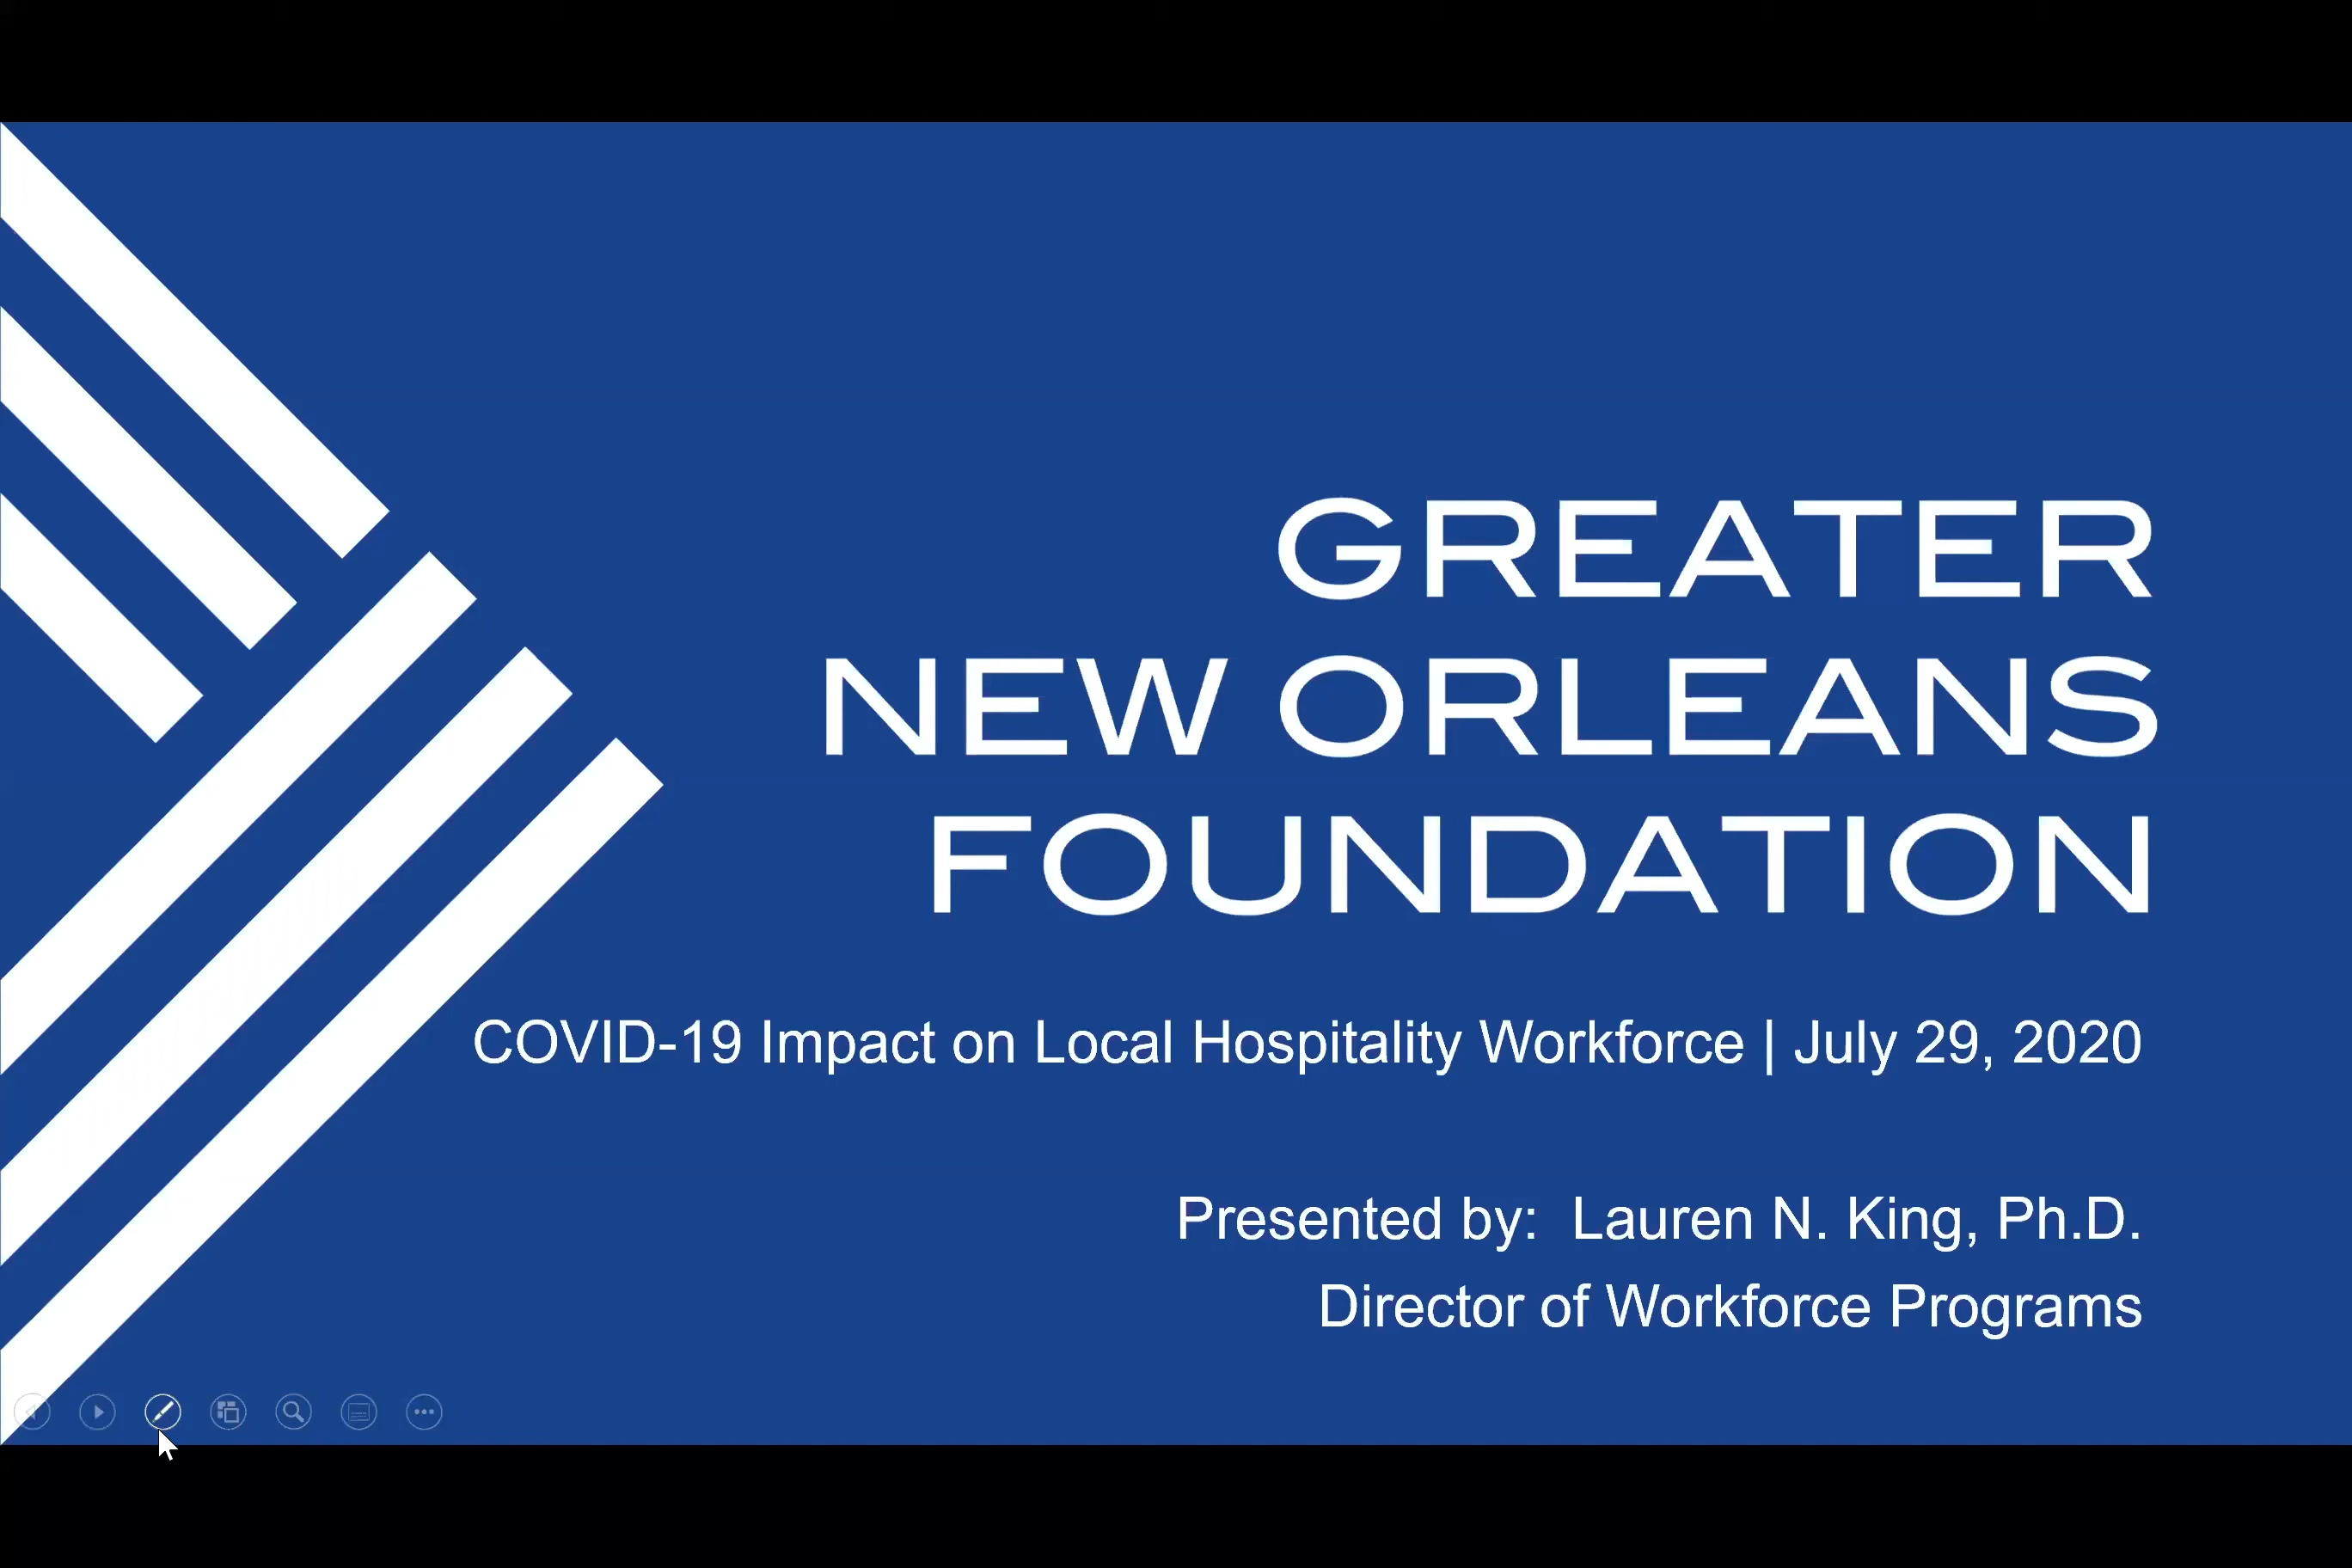 GREATER
NEW ORLEANS
FOUNDATION
COVID-19 Impact on Local Hospitality Workforce | July 29, 2020
Presented by:  Lauren N. King, Ph.D.
Director of Workforce Programs